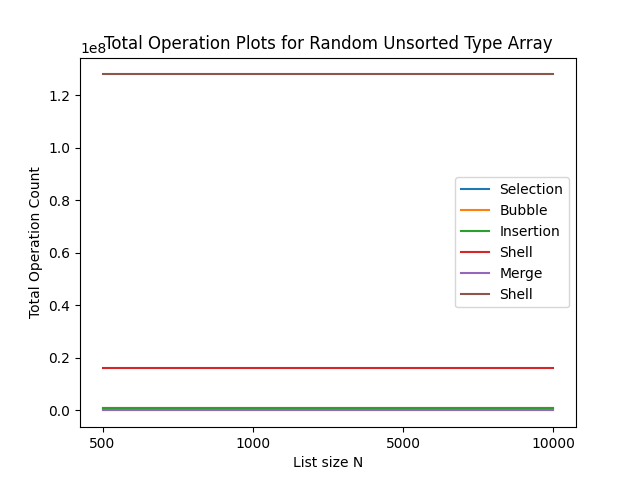 Total Operation Plots for Random Unsorted Type Array
1e8
1.2
1.0
0.8
0.6
0.4
0.2
0.0
Total Operation Count
Selection
Bubble
Insertion
Shell
Merge
Shell
500
1000
5000
10000
List size N